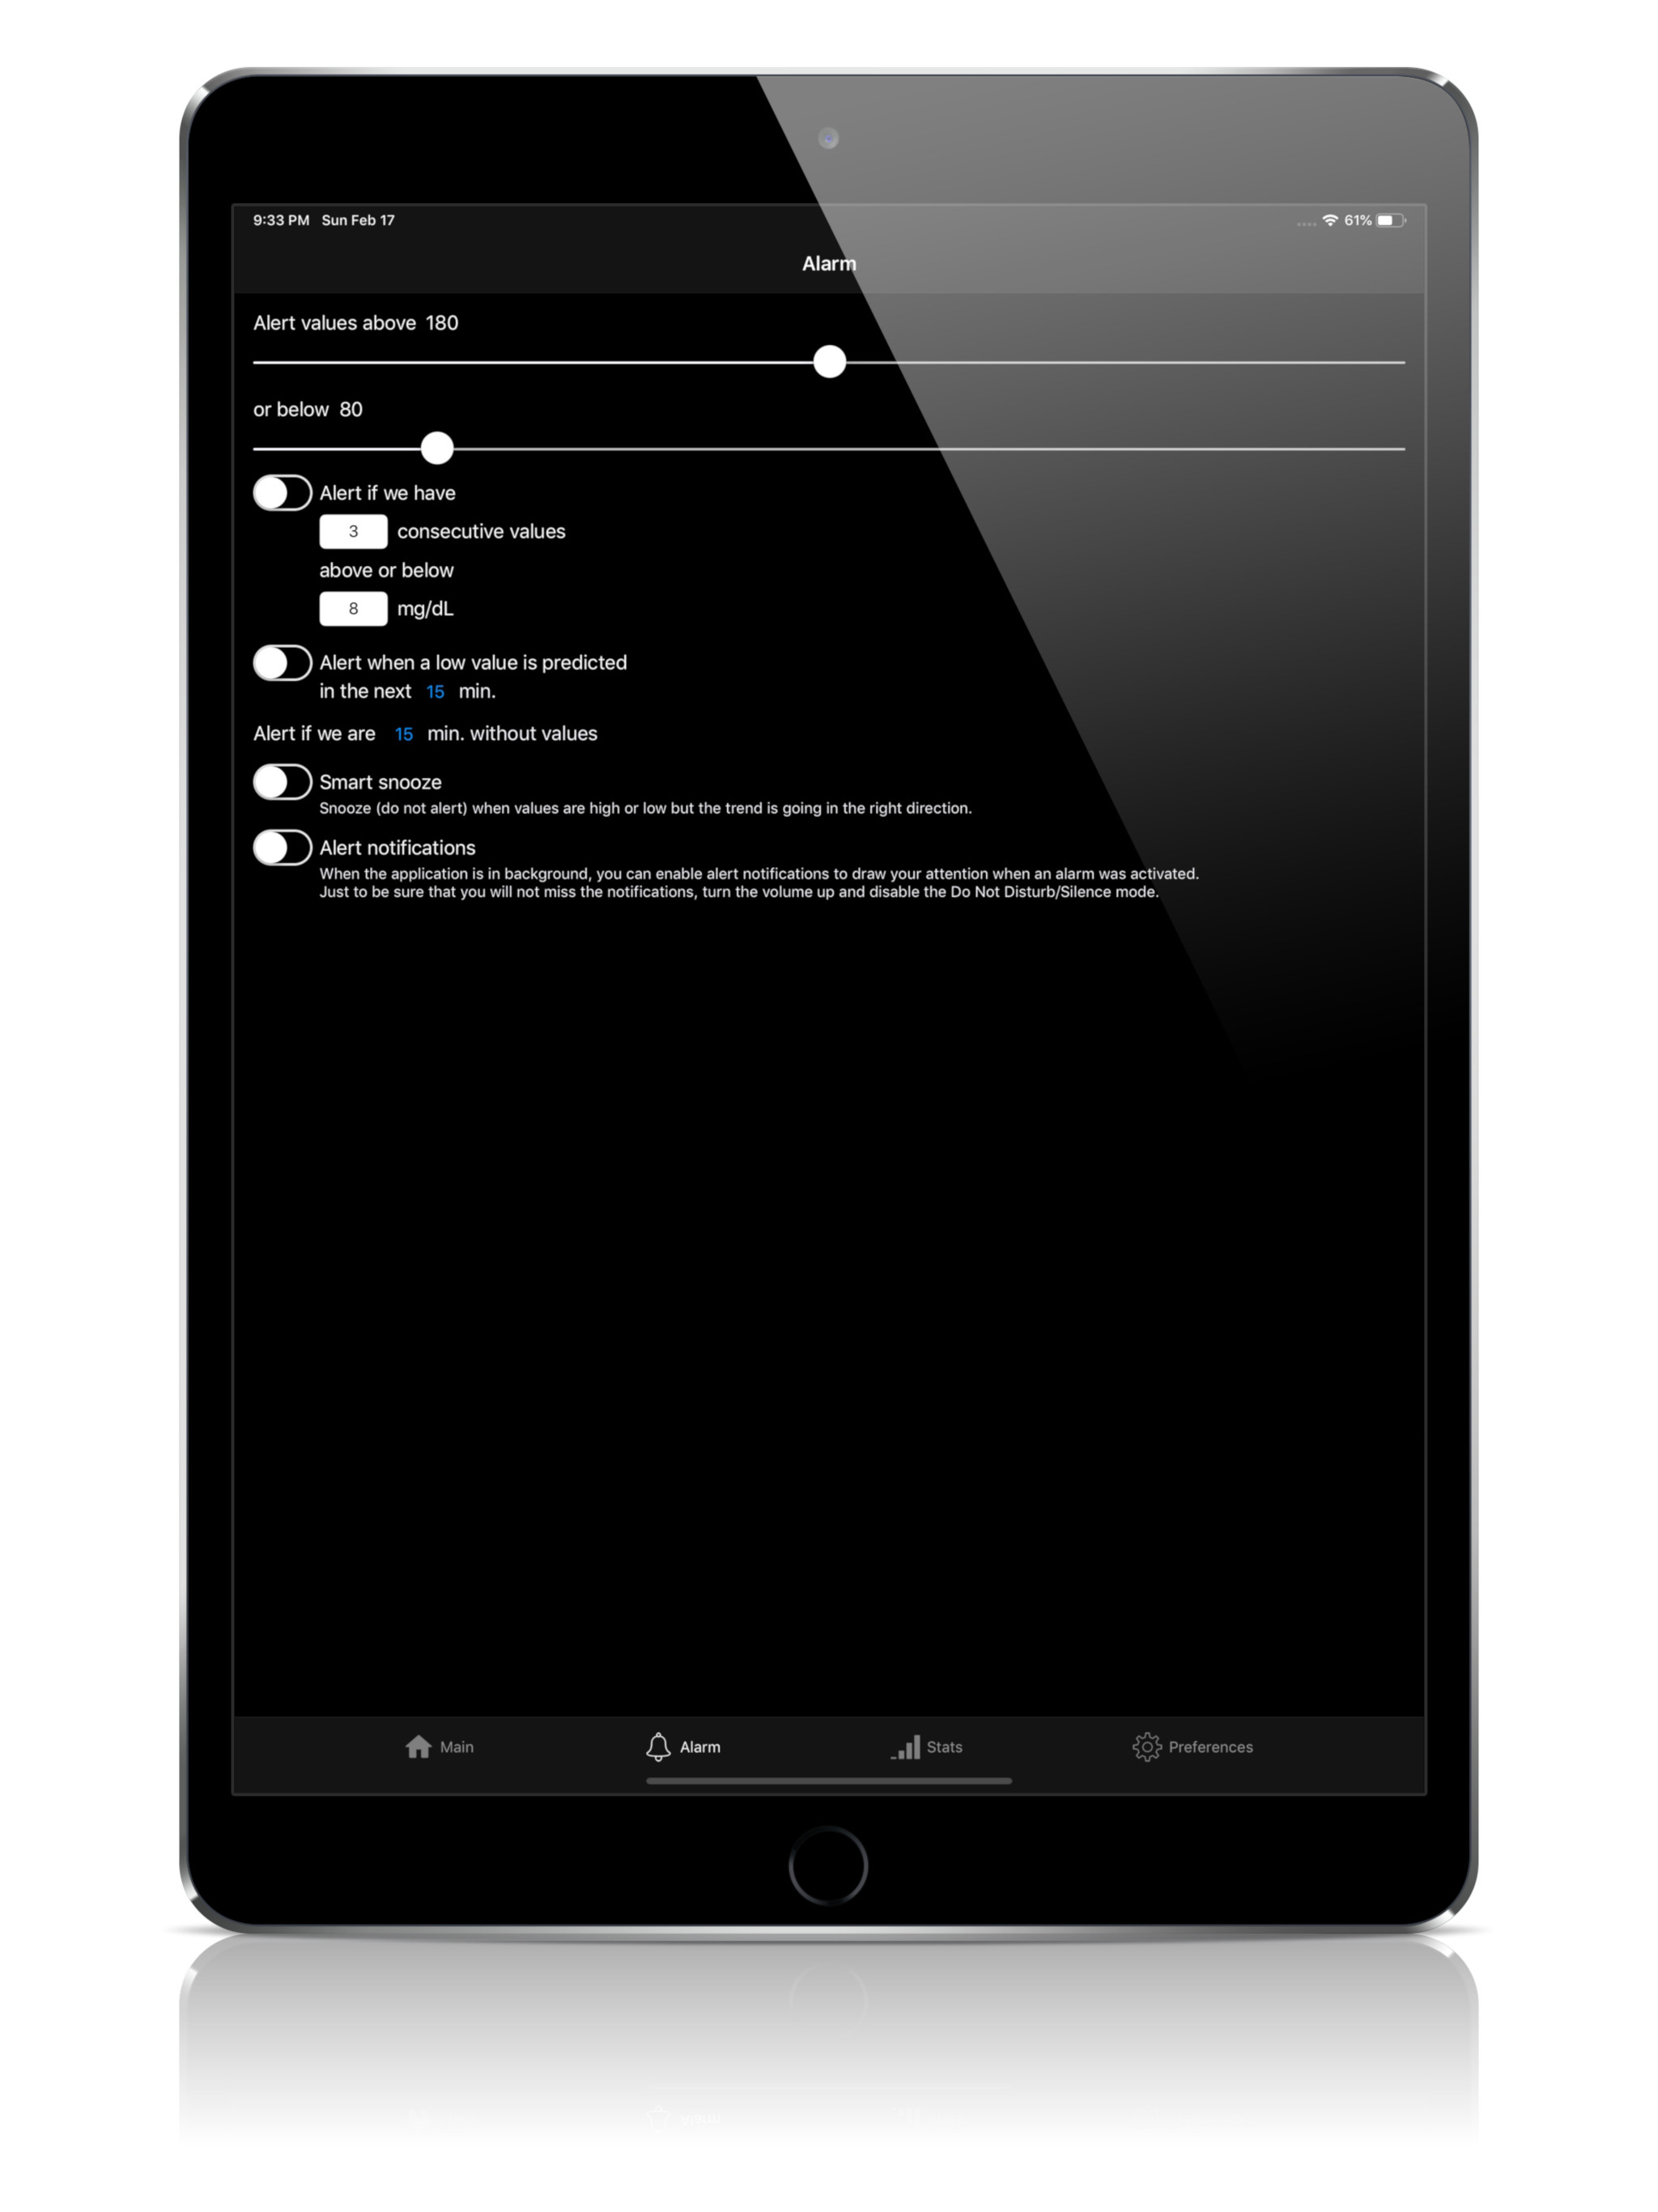 9:33 PM Sun Feb 17
61%
Alarm
Alert values above 180
or below 80
Alert if we have
3 consecutive values
above or below
8 mg/dL
Alert when a low value is predicted
in the next 15 min.
Alert if we are 15 min. without values
Smart snooze
Snooze (do not alert) when values are high or low but the trend is going in the right direction.
Alert notifications
When the application is in background, you can enable alert notifications to draw your attention when an alarm was activated.
Just to be sure that you will not miss the notifications, turn the volume up and disable the Do Not Disturb/Silence mode.
Main Alarm Stats Preferences